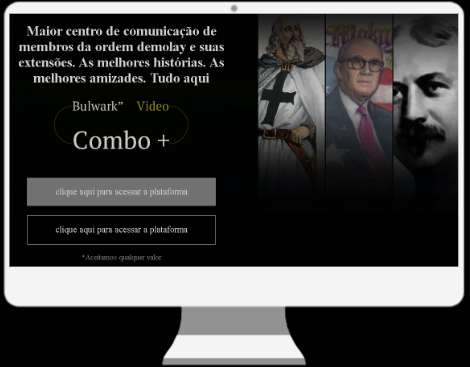 Maior centro de comunicação de
membros da ordem demolay e suas
extensões. As melhores histórias. As
melhores amizades. Tudo aqui
Bulwark” Video
Combo +
clique aqui para acessar a plataforma
clique aqui para acessar a plataforma
*Aceitamos qualquer valor